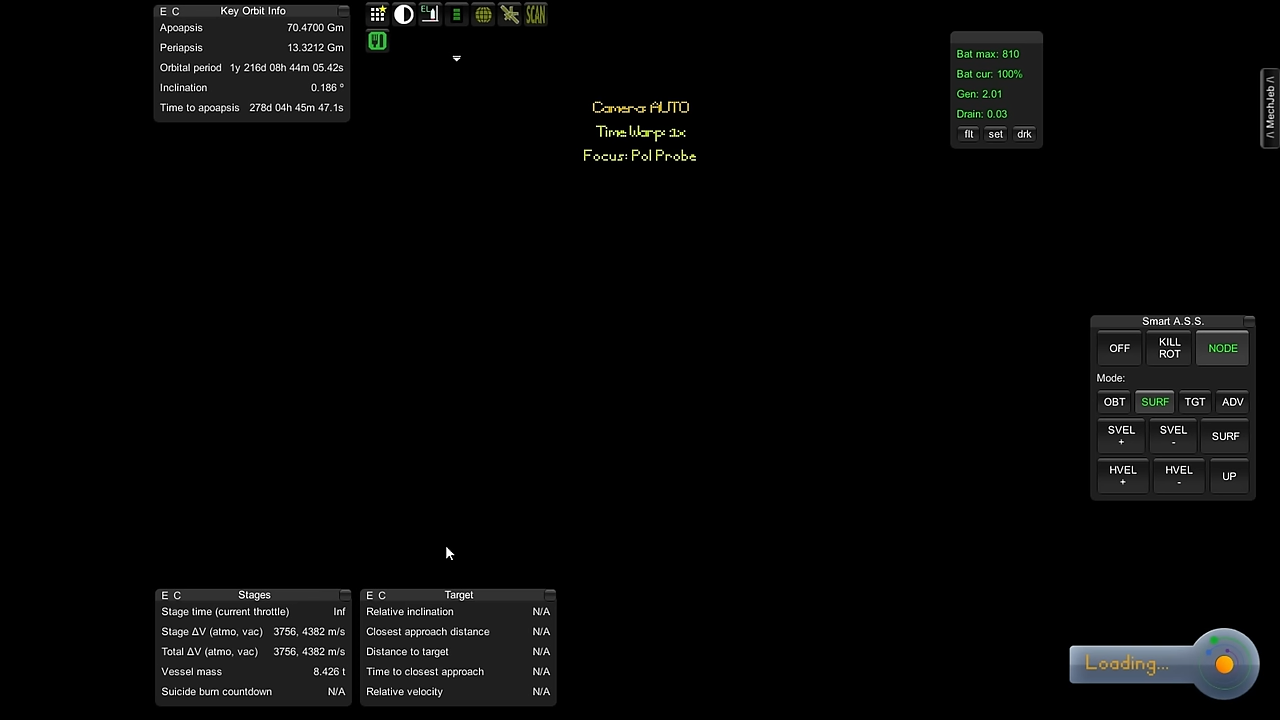 E C Key Orbit Info
Apoapsis 70.4700 Gm
Periapsis 13.3212 Gm
Orbital period 1y 216d 08h 44m 05.42s
Inclination 0.186 º
Time to apoapsis 278d 04h 45m 47.1s
EL
SCAN
Camera: AUTO
Time Warp: 1x
Focus: Pol Probe
Bat max: 810
Bat cur: 100%
Gen: 2.01
Drain: 0.03
flt set drk
/\ MechJeb /\
Smart A.S.S.
OFF KILL ROT NODE
Mode:
OBT SURF TGT ADV
SVEL + SVEL - SURF
HVEL + HVEL - UP
E C Stages
Stage time (current throttle) Inf
Stage ΔV (atmo, vac) 3756, 4382 m/s
Total ΔV (atmo, vac) 3756, 4382 m/s
Vessel mass 8.426 t
Suicide burn countdown N/A
E C Target
Relative inclination N/A
Closest approach distance N/A
Distance to target N/A
Time to closest approach N/A
Relative velocity N/A
Loading...